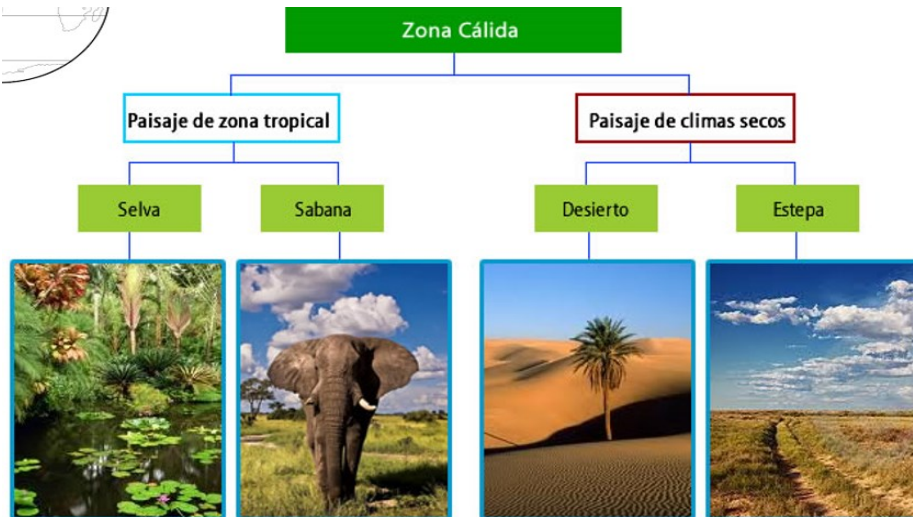 Zona Cálida
Paisaje de zona tropical
Paisaje de climas secos
Selva
Sabana
Desierto
Estepa